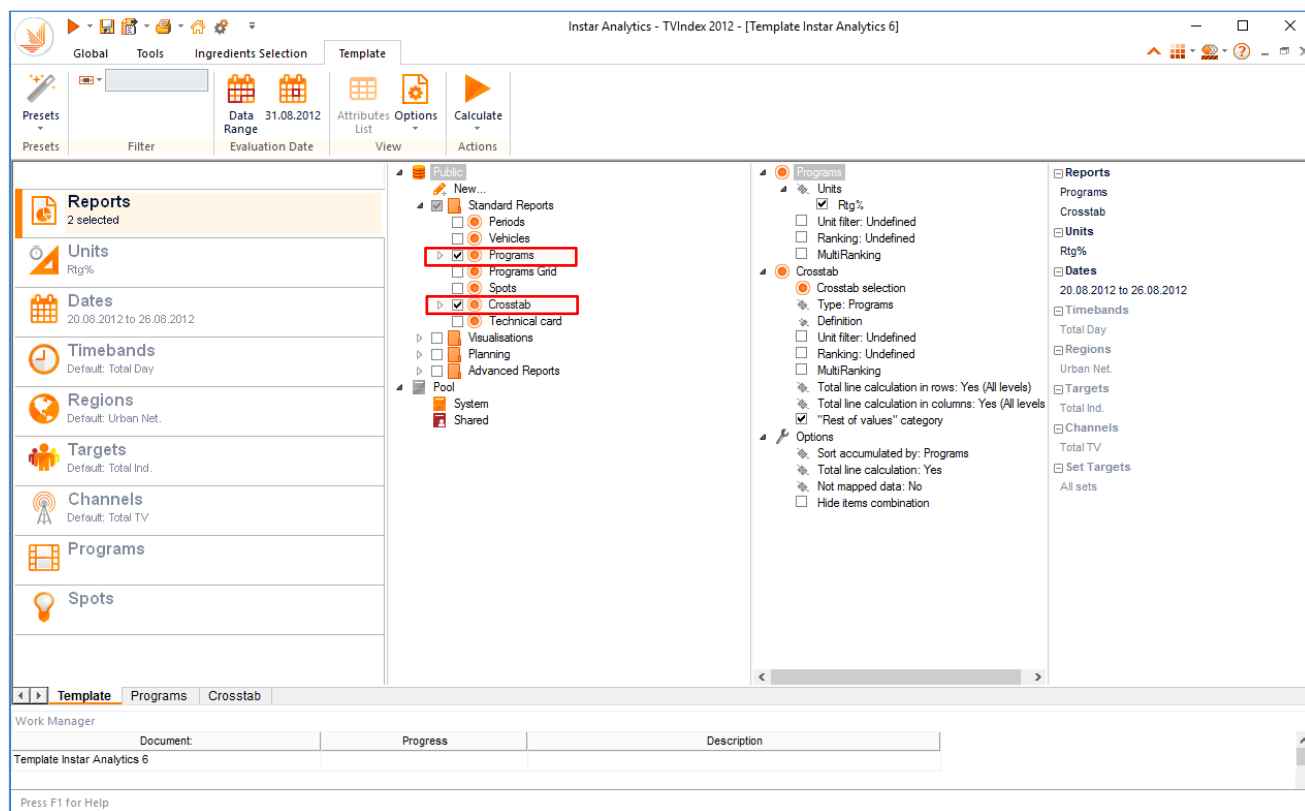 Instar Analytics - TVIndex 2012 - [Template Instar Analytics 6]
Global Tools Ingredients Selection Template
Presets
Data Range
31.08.2012
Attributes List
Options
Calculate
Presets Filter Evaluation Date View Actions
Reports
2 selected
Units
Rtg%
Dates
20.08.2012 to 26.08.2012
Timebands
Default: Total Day
Regions
Default: Urban Net.
Targets
Default: Total Ind.
Channels
Default: Total TV
Programs
Spots
Public
New...
Standard Reports
Periods
Vehicles
Programs
Programs Grid
Spots
Crosstab
Technical card
Visualisations
Planning
Advanced Reports
Pool
System
Shared
Programs
Units
Rtg%
Unit filter: Undefined
Ranking: Undefined
MultiRanking
Crosstab
Crosstab selection
Type: Programs
Definition
Unit filter: Undefined
Ranking: Undefined
MultiRanking
Total line calculation in rows: Yes (All levels)
Total line calculation in columns: Yes (All levels
"Rest of values" category
Options
Sort accumulated by: Programs
Total line calculation: Yes
Not mapped data: No
Hide items combination
Reports
Programs
Crosstab
Units
Rtg%
Dates
20.08.2012 to 26.08.2012
Timebands
Total Day
Regions
Urban Net.
Targets
Total Ind.
Channels
Total TV
Set Targets
All sets
Template Programs Crosstab
Work Manager
Document: Progress Description
Template Instar Analytics 6
Press F1 for Help